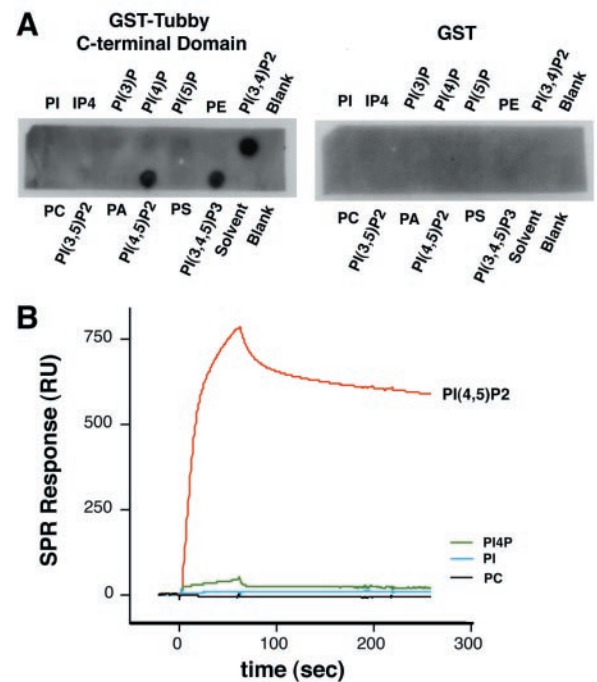 A
GST-Tubby
C-terminal Domain
PI IP4 PI(3)P PI(4)P PI(5)P PE PI(3,4)P2 Blank
PC PI(3,5)P2 PA PI(4,5)P2 PS PI(3,4,5)P3 Solvent Blank
GST
PI IP4 PI(3)P PI(4)P PI(5)P PE PI(3,4)P2 Blank
PC PI(3,5)P2 PA PI(4,5)P2 PS PI(3,4,5)P3 Solvent Blank
B
SPR Response (RU)
750
500
250
0
PI(4,5)P2
PI4P
PI
PC
0 100 200 300
time (sec)